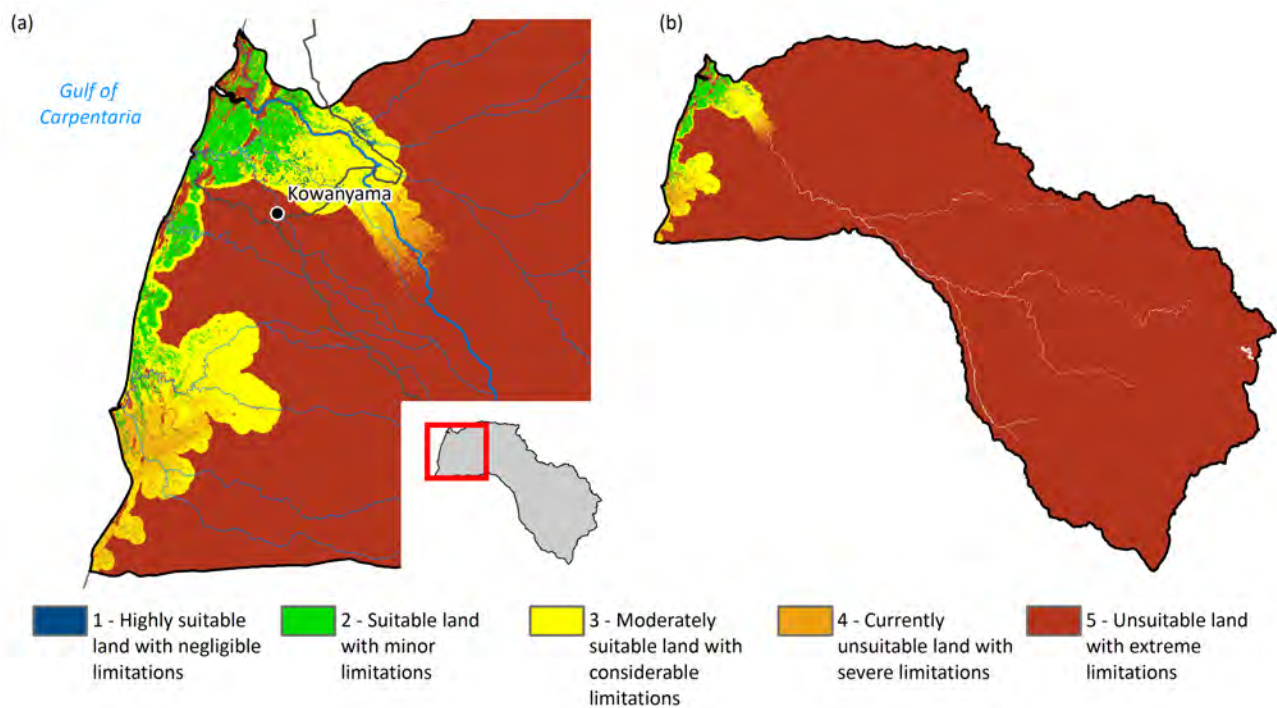 (a)
(b)
Gulf of
Carpentaria
Kowanyama
1 - Highly suitable
land with negligible
limitations
2 - Suitable land
with minor
limitations
3 - Moderately
suitable land with
considerable
limitations
4 - Currently
unsuitable land with
severe limitations
5 - Unsuitable land
with extreme
limitations